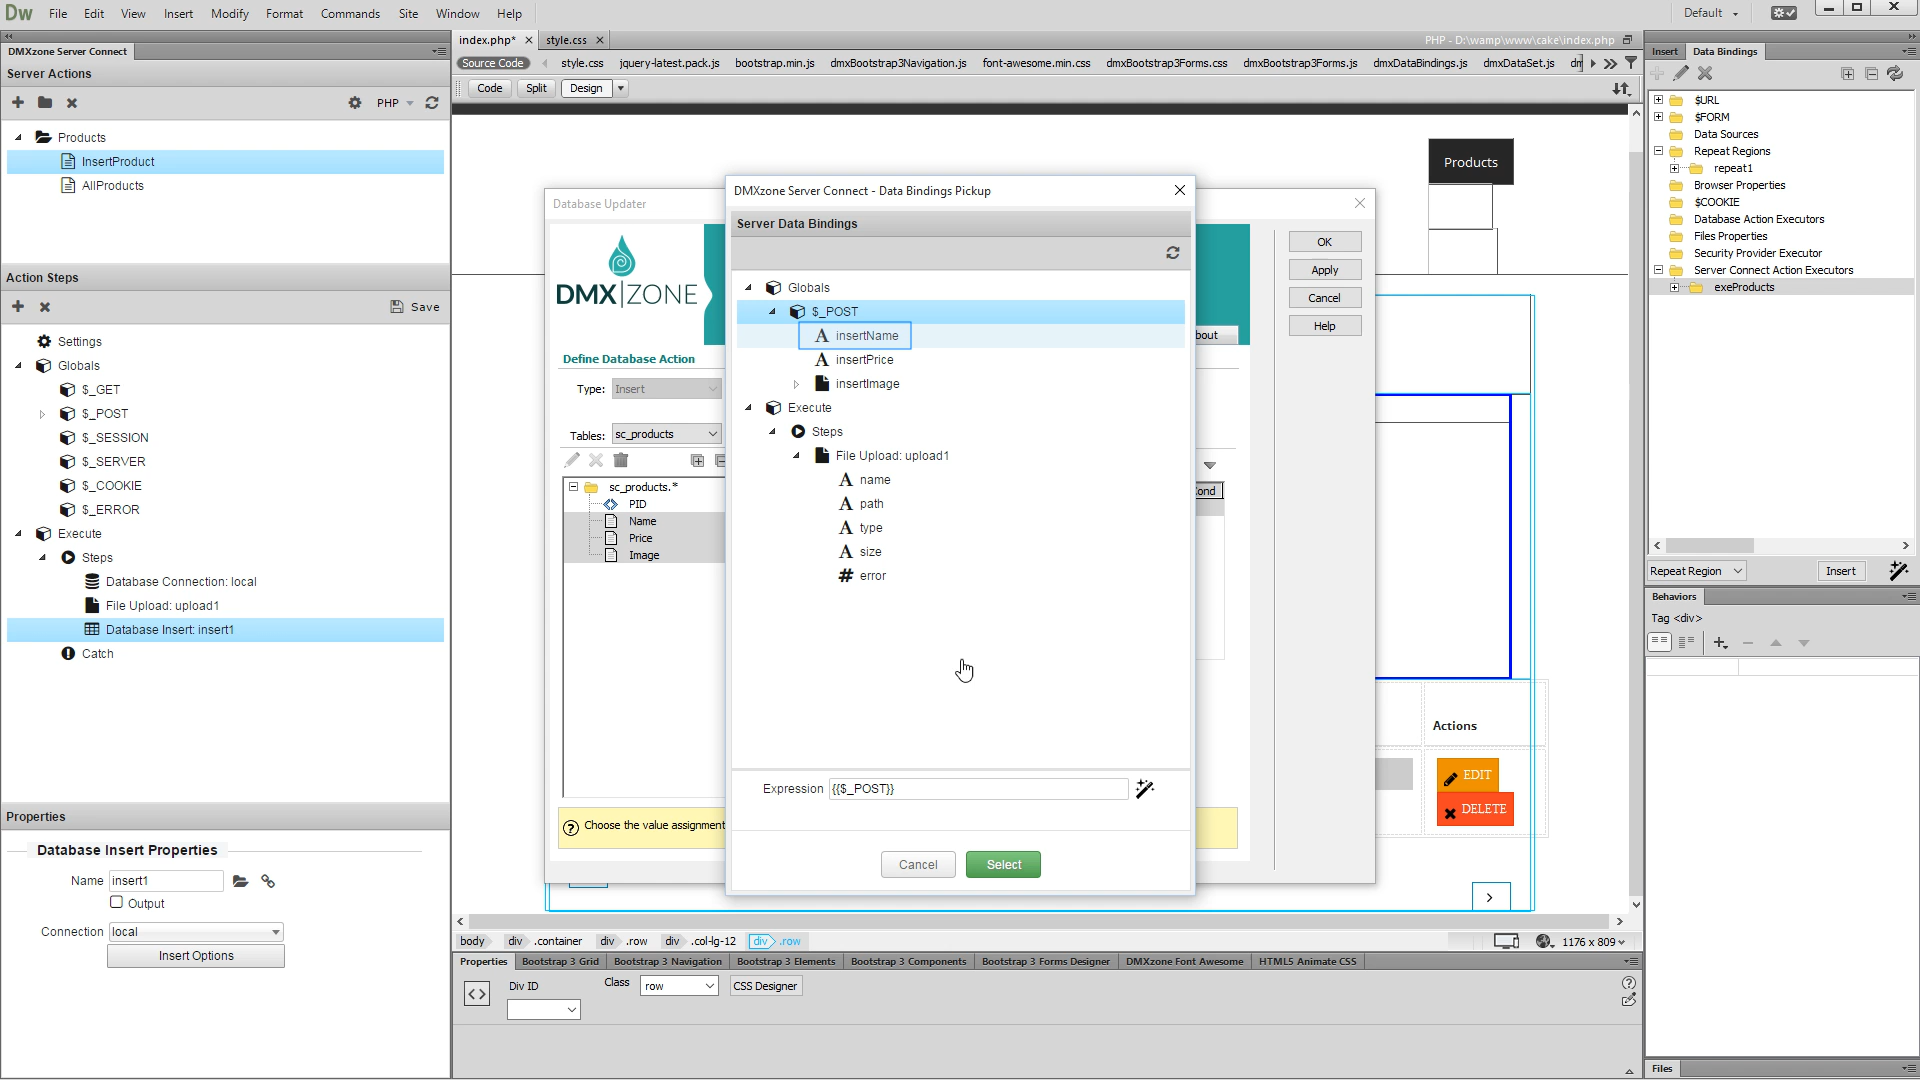 Dw File Edit View Insert Modify Format Commands Site Window Help
Default
DMXzone Server Connect
Server Actions
PHP
Products
InsertProduct
AllProducts
Action Steps
Save
Settings
Globals
$_GET
$_POST
$_SESSION
$_SERVER
$_COOKIE
$_ERROR
Execute
Steps
Database Connection: local
File Upload: upload1
Database Insert: insert1
Catch
Properties
Database Insert Properties
Name insert1
Output
Connection local
Insert Options
index.php* style.css
PHP - D:\wamp\www\cake\index.php
Source Code style.css jquery-latest.pack.js bootstrap.min.js dmxBootstrap3Navigation.js font-awesome.min.css dmxBootstrap3Forms.css dmxBootstrap3Forms.js dmxDataBindings.js dmxDataSet.js
Code Split Design
Products
Database Updater
DMX|ZONE
bout
Define Database Action
Type: Insert
Tables: sc_products
sc_products.*
PID
Name
Price
Image
ond
Choose the value assignment
OK
Apply
Cancel
Help
DMXzone Server Connect - Data Bindings Pickup
Server Data Bindings
Globals
$_POST
insertName
insertPrice
insertImage
Execute
Steps
File Upload: upload1
name
path
type
size
error
Expression {{$_POST}}
Cancel Select
Actions
EDIT
DELETE
body div .container div .row div .col-lg-12 div .row
1176 x 809
Properties Bootstrap 3 Grid Bootstrap 3 Navigation Bootstrap 3 Elements Bootstrap 3 Components Bootstrap 3 Forms Designer DMXzone Font Awesome HTML5 Animate CSS
Div ID
Class row CSS Designer
Insert Data Bindings
$URL
$FORM
Data Sources
Repeat Regions
repeat1
Browser Properties
$COOKIE
Database Action Executors
Files Properties
Security Provider Executor
Server Connect Action Executors
exeProducts
Repeat Region Insert
Behaviors
Tag <div>
Files